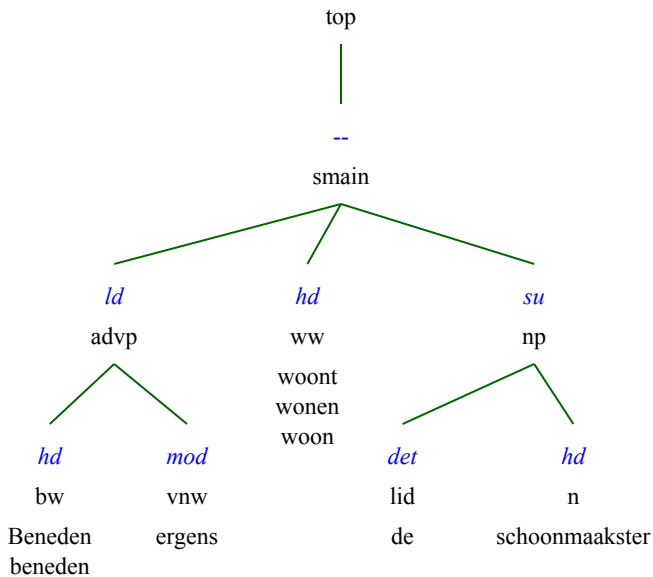 top
--
smain
ld hd su
advp ww np
woont
wonen
woon
hd mod det hd
bw vnw lid n
Beneden ergens de schoonmaakster
beneden